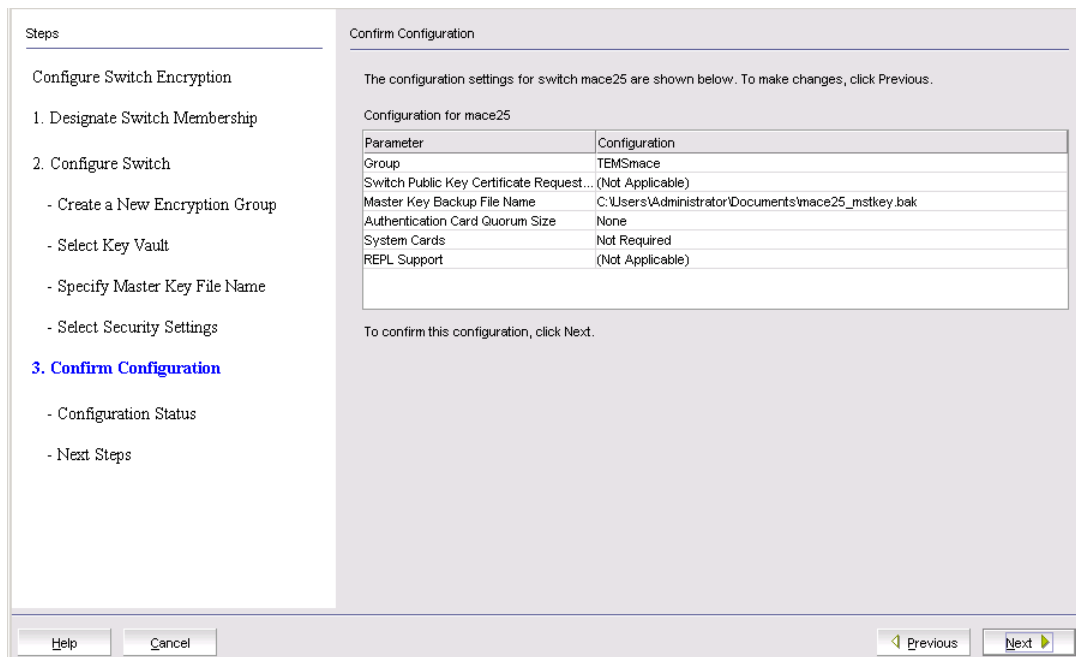 Steps
Configure Switch Encryption
1. Designate Switch Membership
2. Configure Switch
- Create a New Encryption Group
- Select Key Vault
- Specify Master Key File Name
- Select Security Settings
3. Confirm Configuration
- Configuration Status
- Next Steps
Confirm Configuration
The configuration settings for switch mace25 are shown below. To make changes, click Previous.
Configuration for mace25
Parameter Configuration
Group TEMSmace
Switch Public Key Certificate Request... (Not Applicable)
Master Key Backup File Name C:\Users\Administrator\Documents\mace25_mstkey.bak
Authentication Card Quorum Size None
System Cards Not Required
REPL Support (Not Applicable)
To confirm this configuration, click Next.
Help Cancel Previous Next